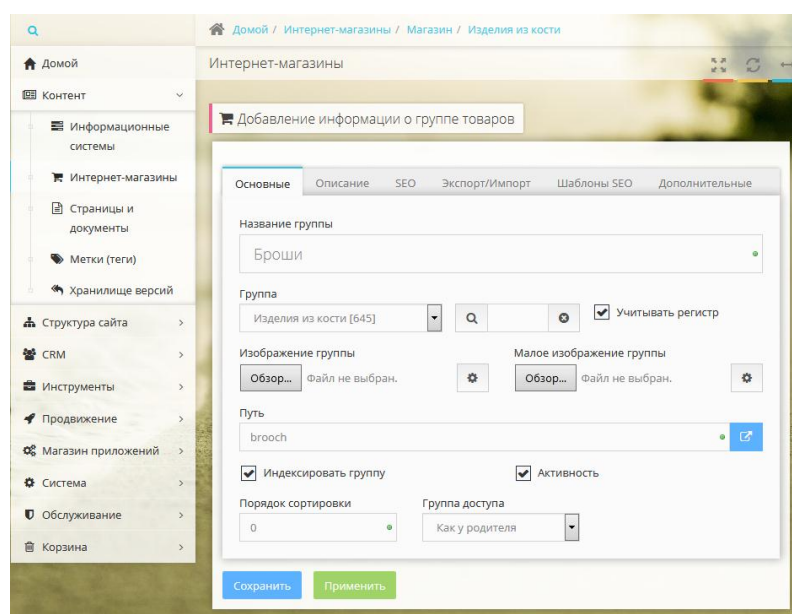 Домой / Интернет-магазины / Магазин / Изделия из кости
Домой
Контент
Информационные
системы
Интернет-магазины
Страницы и
документы
Метки (теги)
Хранилище версий
Структура сайта
CRM
Инструменты
Продвижение
Магазин приложений
Система
Обслуживание
Корзина
Интернет-магазины
Добавление информации о группе товаров
Основные Описание SEO Экспорт/Импорт Шаблоны SEO Дополнительные
Название группы
Броши
Группа
Изделия из кости [645] Учитывать регистр
Изображение группы Малое изображение группы
Обзор... Файл не выбран. Обзор... Файл не выбран.
Путь
brooch
Индексировать группу Активность
Порядок сортировки Группа доступа
0 Как у родителя
Сохранить Применить